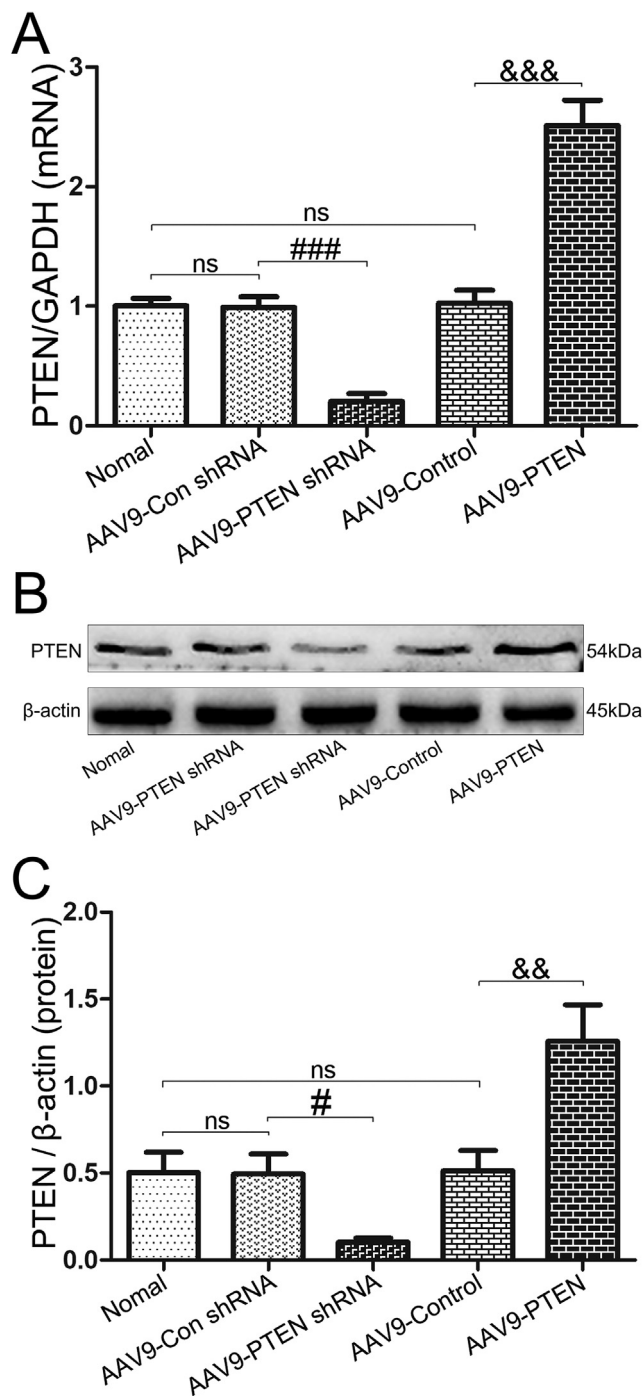 A
PTEN/GAPDH (mRNA)
3
2
1
0
&&&
ns
ns
###
Nomal
AAV9-Con shRNA
AAV9-PTEN shRNA
AAV9-Control
AAV9-PTEN
B
PTEN
54kDa
β-actin
45kDa
Nomal
AAV9-PTEN shRNA
AAV9-PTEN shRNA
AAV9-Control
AAV9-PTEN
C
PTEN / β-actin (protein)
2.0
1.5
1.0
0.5
0.0
&&
ns
ns
#
Nomal
AAV9-Con shRNA
AAV9-PTEN shRNA
AAV9-Control
AAV9-PTEN